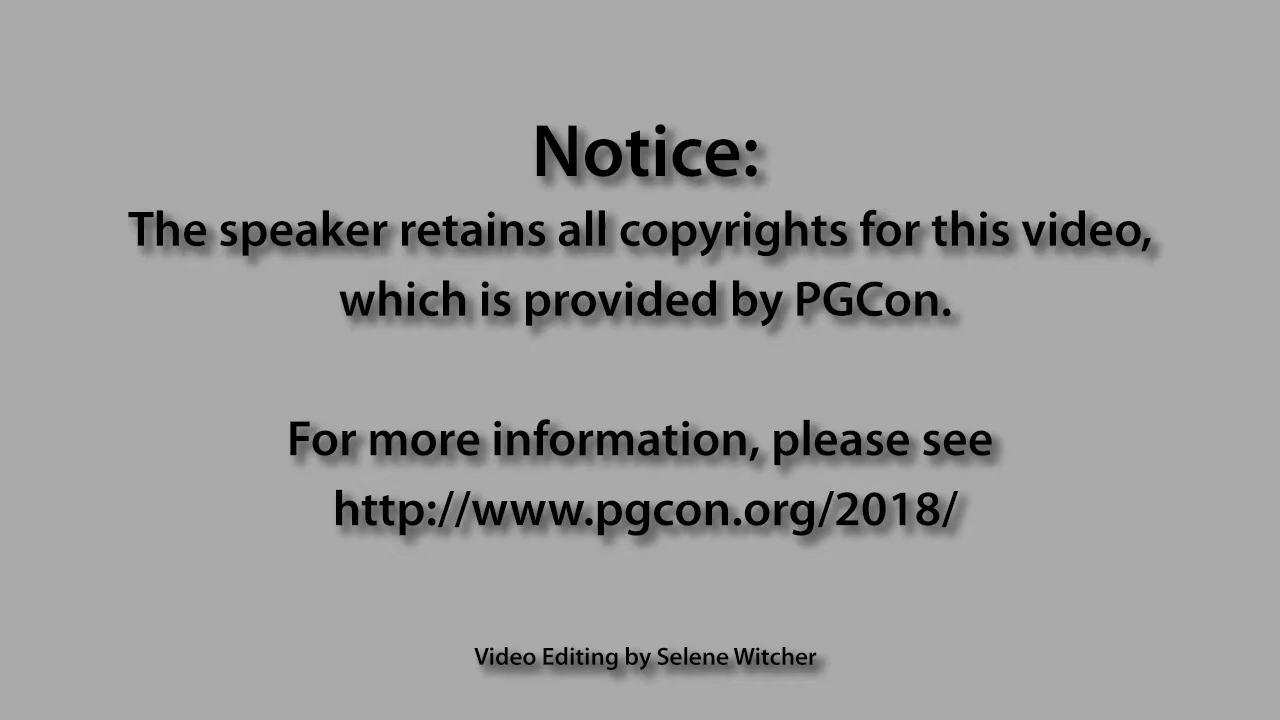 Notice:
The speaker retains all copyrights for this video,
which is provided by PGCon.
For more information, please see
http://www.pgcon.org/2018/
Video Editing by Selene Witcher